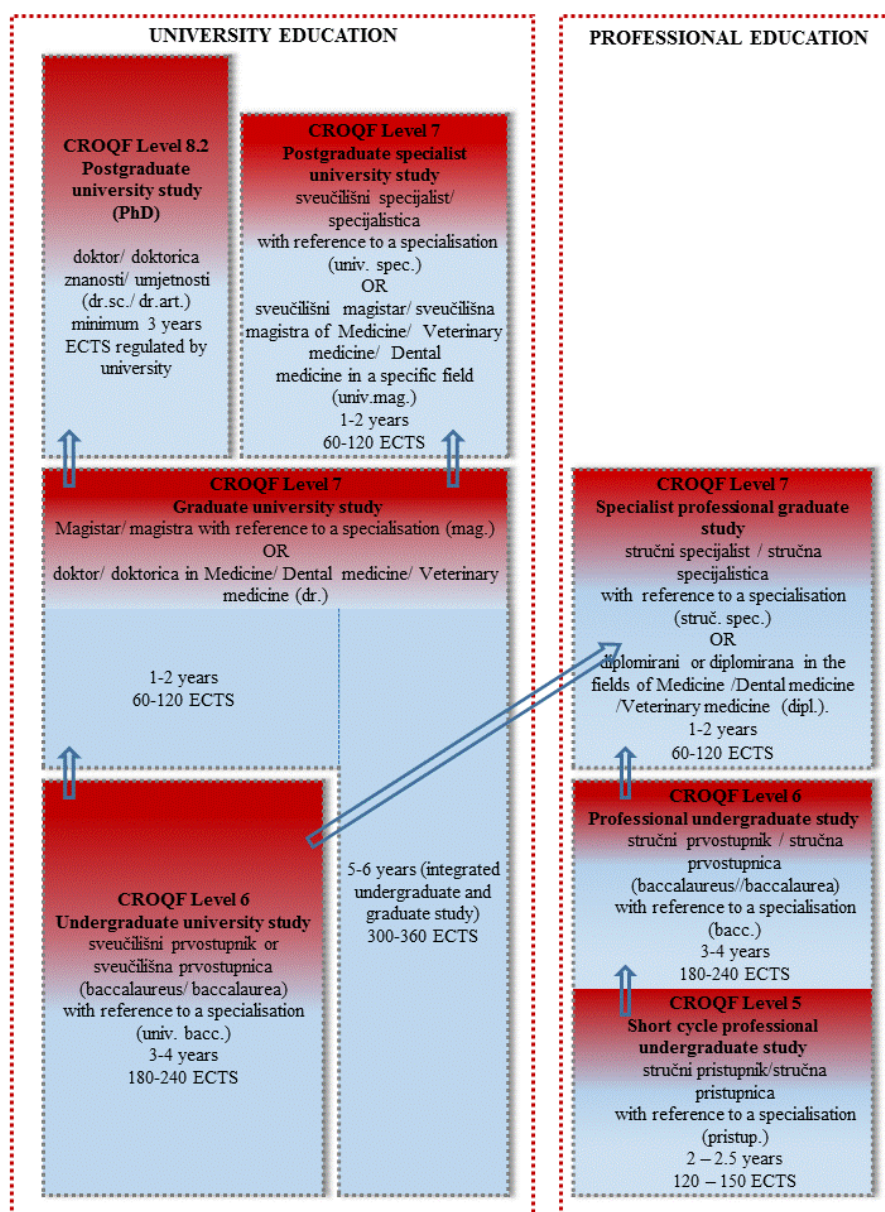 UNIVERSITY EDUCATION
CROQF Level 8.2
Postgraduate
university study
(PhD)
doktor/ doktorica
znanosti/ umjetnosti
(dr.sc./ dr.art.)
minimum 3 years
ECTS regulated by
university
CROQF Level 7
Postgraduate specialist
university study
sveučilišni specijalist/
specijalistica
with reference to a specialisation
(univ. spec.)
OR
sveučilišni magistar/ sveučilišna
magistra of Medicine/ Veterinary
medicine/ Dental
medicine in a specific field
(univ.mag.)
1-2 years
60-120 ECTS
CROQF Level 7
Graduate university study
Magistar/ magistra with reference to a specialisation (mag.)
OR
doktor/ doktorica in Medicine/ Dental medicine/ Veterinary
medicine (dr.)
1-2 years
60-120 ECTS
5-6 years (integrated
undergraduate and
graduate study)
300-360 ECTS
CROQF Level 6
Undergraduate university study
sveučilišni prvostupnik or
sveučilišna prvostupnica
(baccalaureus/ baccalaurea)
with reference to a specialisation
(univ. bacc.)
3-4 years
180-240 ECTS
PROFESSIONAL EDUCATION
CROQF Level 7
Specialist professional graduate
study
stručni specijalist / stručna
specijalistica
with reference to a specialisation
(struč. spec.)
OR
diplomirani or diplomirana in the
fields of Medicine /Dental medicine
/Veterinary medicine (dipl.).
1-2 years
60-120 ECTS
CROQF Level 6
Professional undergraduate study
stručni prvostupnik / stručna
prvostupnica
(baccalaureus//baccalaurea)
with reference to a specialisation
(bacc.)
3-4 years
180-240 ECTS
CROQF Level 5
Short cycle professional
undergraduate study
stručni pristupnik/stručna
pristupnica
with reference to a specialisation
(pristup.)
2 – 2.5 years
120 – 150 ECTS